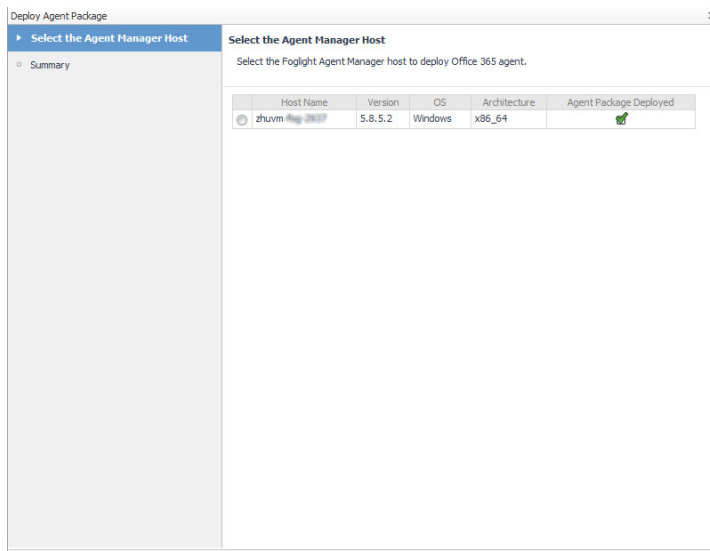 Deploy Agent Package
Select the Agent Manager Host
Summary
Select the Agent Manager Host
Select the Foglight Agent Manager host to deploy Office 365 agent.
Host Name Version OS Architecture Agent Package Deployed
zhuvm- 5.8.5.2 Windows x86_64